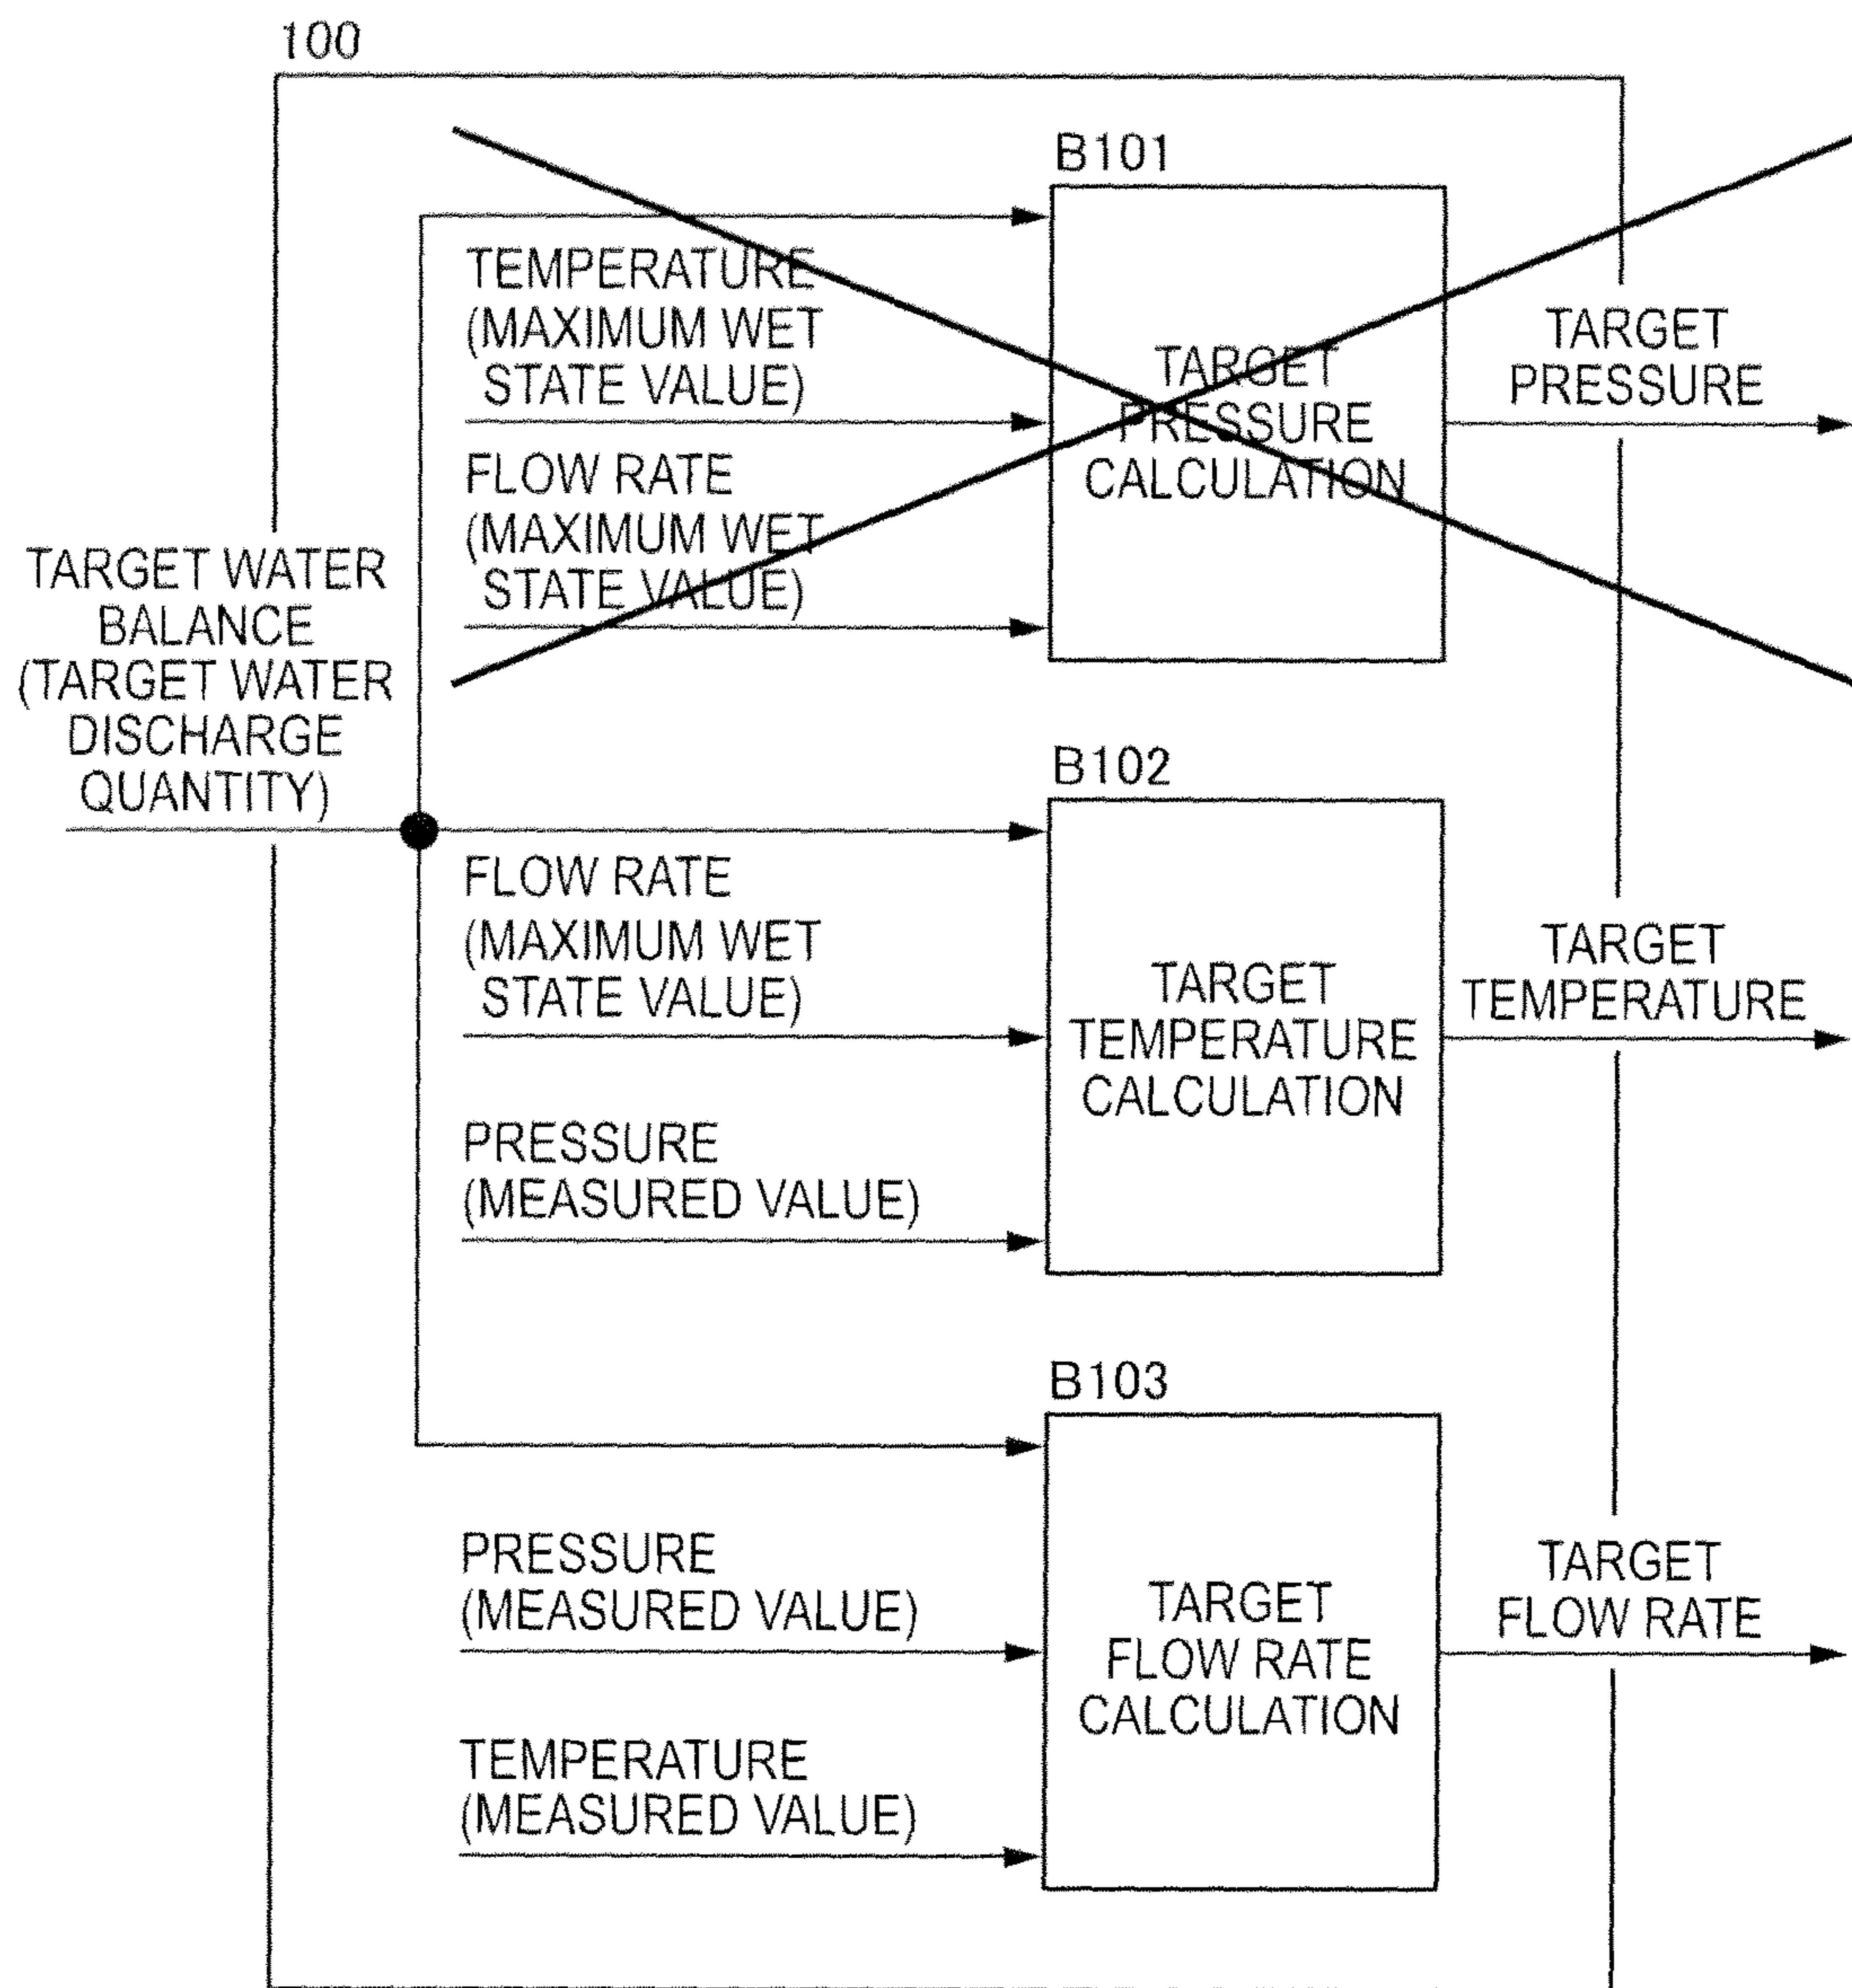 100
B101
TEMPERATURE
(MAXIMUM WET
STATE VALUE)
FLOW RATE
(MAXIMUM WET
STATE VALUE)
TARGET
PRESSURE
CALCULATION
TARGET
PRESSURE
TARGET WATER
BALANCE
(TARGET WATER
DISCHARGE
QUANTITY)
B102
FLOW RATE
(MAXIMUM WET
STATE VALUE)
PRESSURE
(MEASURED VALUE)
TARGET
TEMPERATURE
CALCULATION
TARGET
TEMPERATURE
B103
PRESSURE
(MEASURED VALUE)
TEMPERATURE
(MEASURED VALUE)
TARGET
FLOW RATE
CALCULATION
TARGET
FLOW RATE